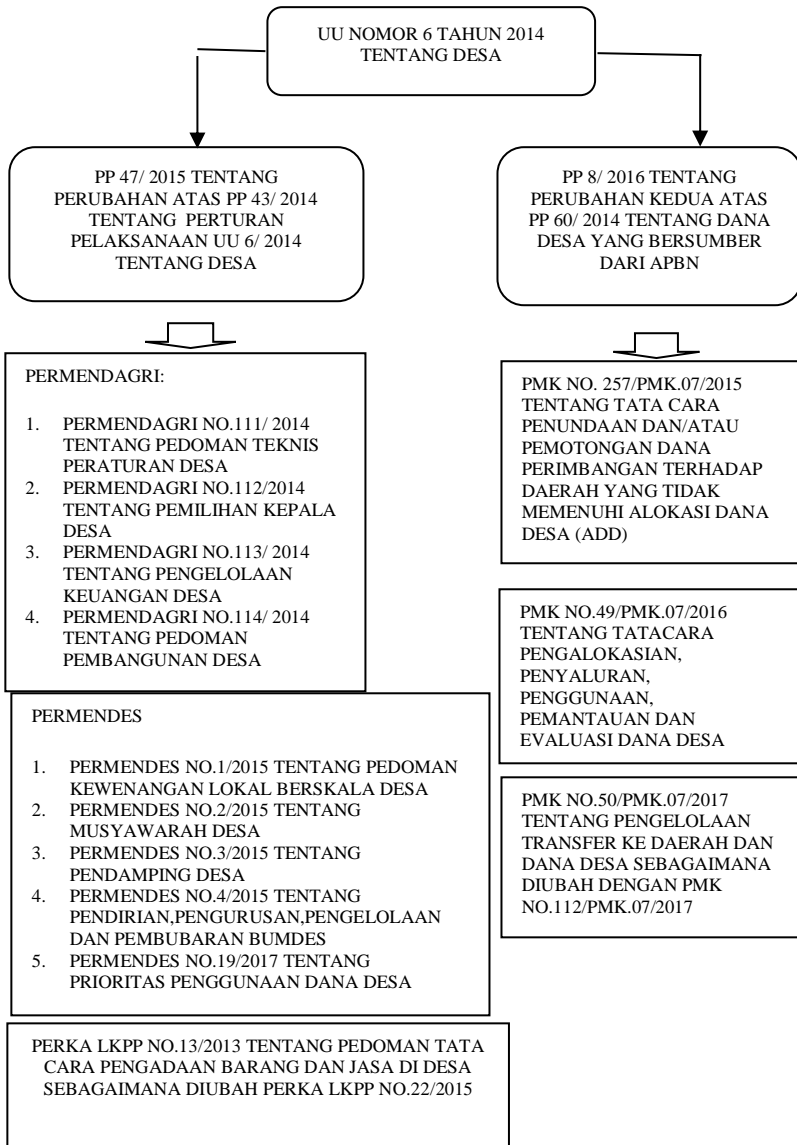 UU NOMOR 6 TAHUN 2014
TENTANG DESA
PP 47/ 2015 TENTANG
PERUBAHAN ATAS PP 43/ 2014
TENTANG PERTURAN
PELAKSANAAN UU 6/ 2014
TENTANG DESA
PP 8/ 2016 TENTANG
PERUBAHAN KEDUA ATAS
PP 60/ 2014 TENTANG DANA
DESA YANG BERSUMBER
DARI APBN
PERMENDAGRI:
1. PERMENDAGRI NO.111/ 2014
TENTANG PEDOMAN TEKNIS
PERATURAN DESA
2. PERMENDAGRI NO.112/2014
TENTANG PEMILIHAN KEPALA
DESA
3. PERMENDAGRI NO.113/ 2014
TENTANG PENGELOLAAN
KEUANGAN DESA
4. PERMENDAGRI NO.114/ 2014
TENTANG PEDOMAN
PEMBANGUNAN DESA
PERMENDES
1. PERMENDES NO.1/2015 TENTANG PEDOMAN
KEWENANGAN LOKAL BERSKALA DESA
2. PERMENDES NO.2/2015 TENTANG
MUSYAWARAH DESA
3. PERMENDES NO.3/2015 TENTANG
PENDAMPING DESA
4. PERMENDES NO.4/2015 TENTANG
PENDIRIAN,PENGURUSAN,PENGELOLAAN
DAN PEMBUBARAN BUMDES
5. PERMENDES NO.19/2017 TENTANG
PRIORITAS PENGGUNAAN DANA DESA
PERKA LKPP NO.13/2013 TENTANG PEDOMAN TATA
CARA PENGADAAN BARANG DAN JASA DI DESA
SEBAGAIMANA DIUBAH PERKA LKPP NO.22/2015
PMK NO. 257/PMK.07/2015
TENTANG TATA CARA
PENUNDAAN DAN/ATAU
PEMOTONGAN DANA
PERIMBANGAN TERHADAP
DAERAH YANG TIDAK
MEMENUHI ALOKASI DANA
DESA (ADD)
PMK NO.49/PMK.07/2016
TENTANG TATACARA
PENGALOKASIAN,
PENYALURAN,
PENGGUNAAN,
PEMANTAUAN DAN
EVALUASI DANA DESA
PMK NO.50/PMK.07/2017
TENTANG PENGELOLAAN
TRANSFER KE DAERAH DAN
DANA DESA SEBAGAIMANA
DIUBAH DENGAN PMK
NO.112/PMK.07/2017